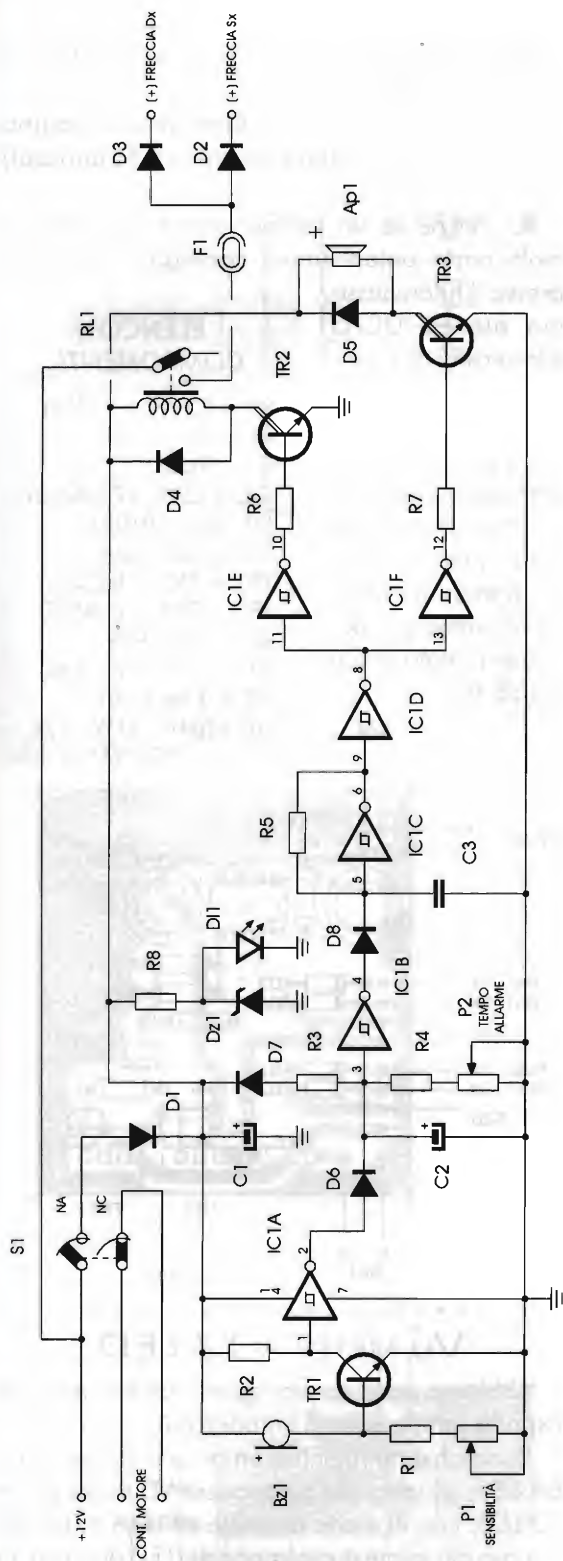 S1
+12V
CONT. MOTORE
NA
NC
D1
R8
Dz1
Dl1
D4
RL1
F1
D3
D2
(+) FRECCIA Dx
(+) FRECCIA Sx
Bz1
+
R2
TR1
R1
P1
SENSIBILITÁ
IC1A
1
14
2
7
D6
C1
+
C2
+
D7
R3
3
4
IC1B
R4
P2
TEMPO
ALLARME
D8
R5
5
6
IC1C
C3
9
8
IC1D
11
10
IC1E
R6
TR2
13
12
IC1F
R7
TR3
D5
+
Ap1